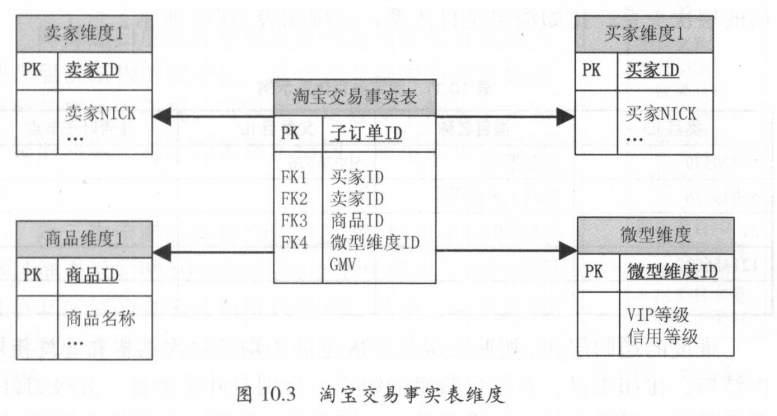 卖家维度1
PK 卖家ID
卖家NICK
...
买家维度1
PK 买家ID
买家NICK
...
淘宝交易事实表
PK 子订单ID
FK1 买家ID
FK2 卖家ID
FK3 商品ID
FK4 微型维度ID
GMV
商品维度1
PK 商品ID
商品名称
...
微型维度
PK 微型维度ID
VIP等级
信用等级
图 10.3 淘宝交易事实表维度